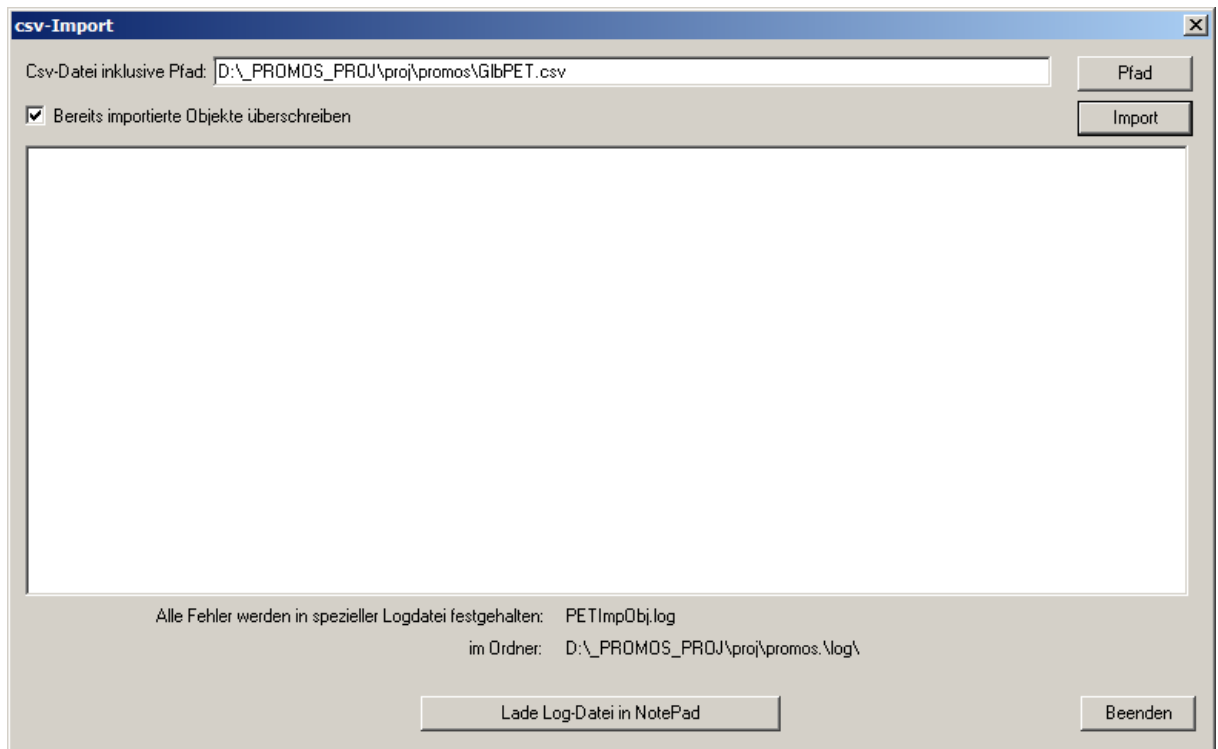 csv-Import
Csv-Datei inklusive Pfad: D:\_PROMOS_PROJ\proj\promos\GlbPET.csv Pfad
Bereits importierte Objekte überschreiben Import
Alle Fehler werden in spezieller Logdatei festgehalten: PETImpObj.log
im Ordner: D:\_PROMOS_PROJ\proj\promos.\log\
Lade Log-Datei in NotePad Beenden